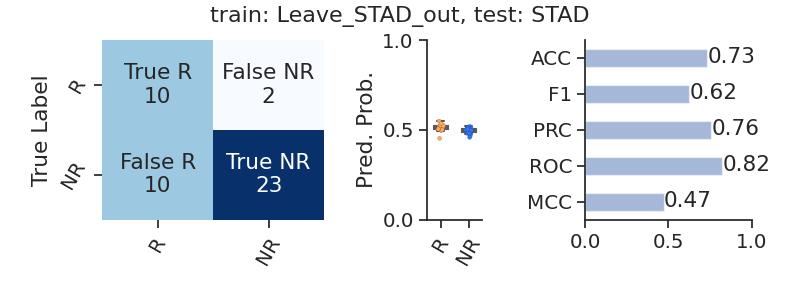 train: Leave_STAD_out, test: STAD
True Label
R
NR
True R
10
False NR
2
False R
10
True NR
23
R
NR
Pred. Prob.
1.0
0.5
0.0
R
NR
ACC
0.73
F1
0.62
PRC
0.76
ROC
0.82
MCC
0.47
0.0
0.5
1.0